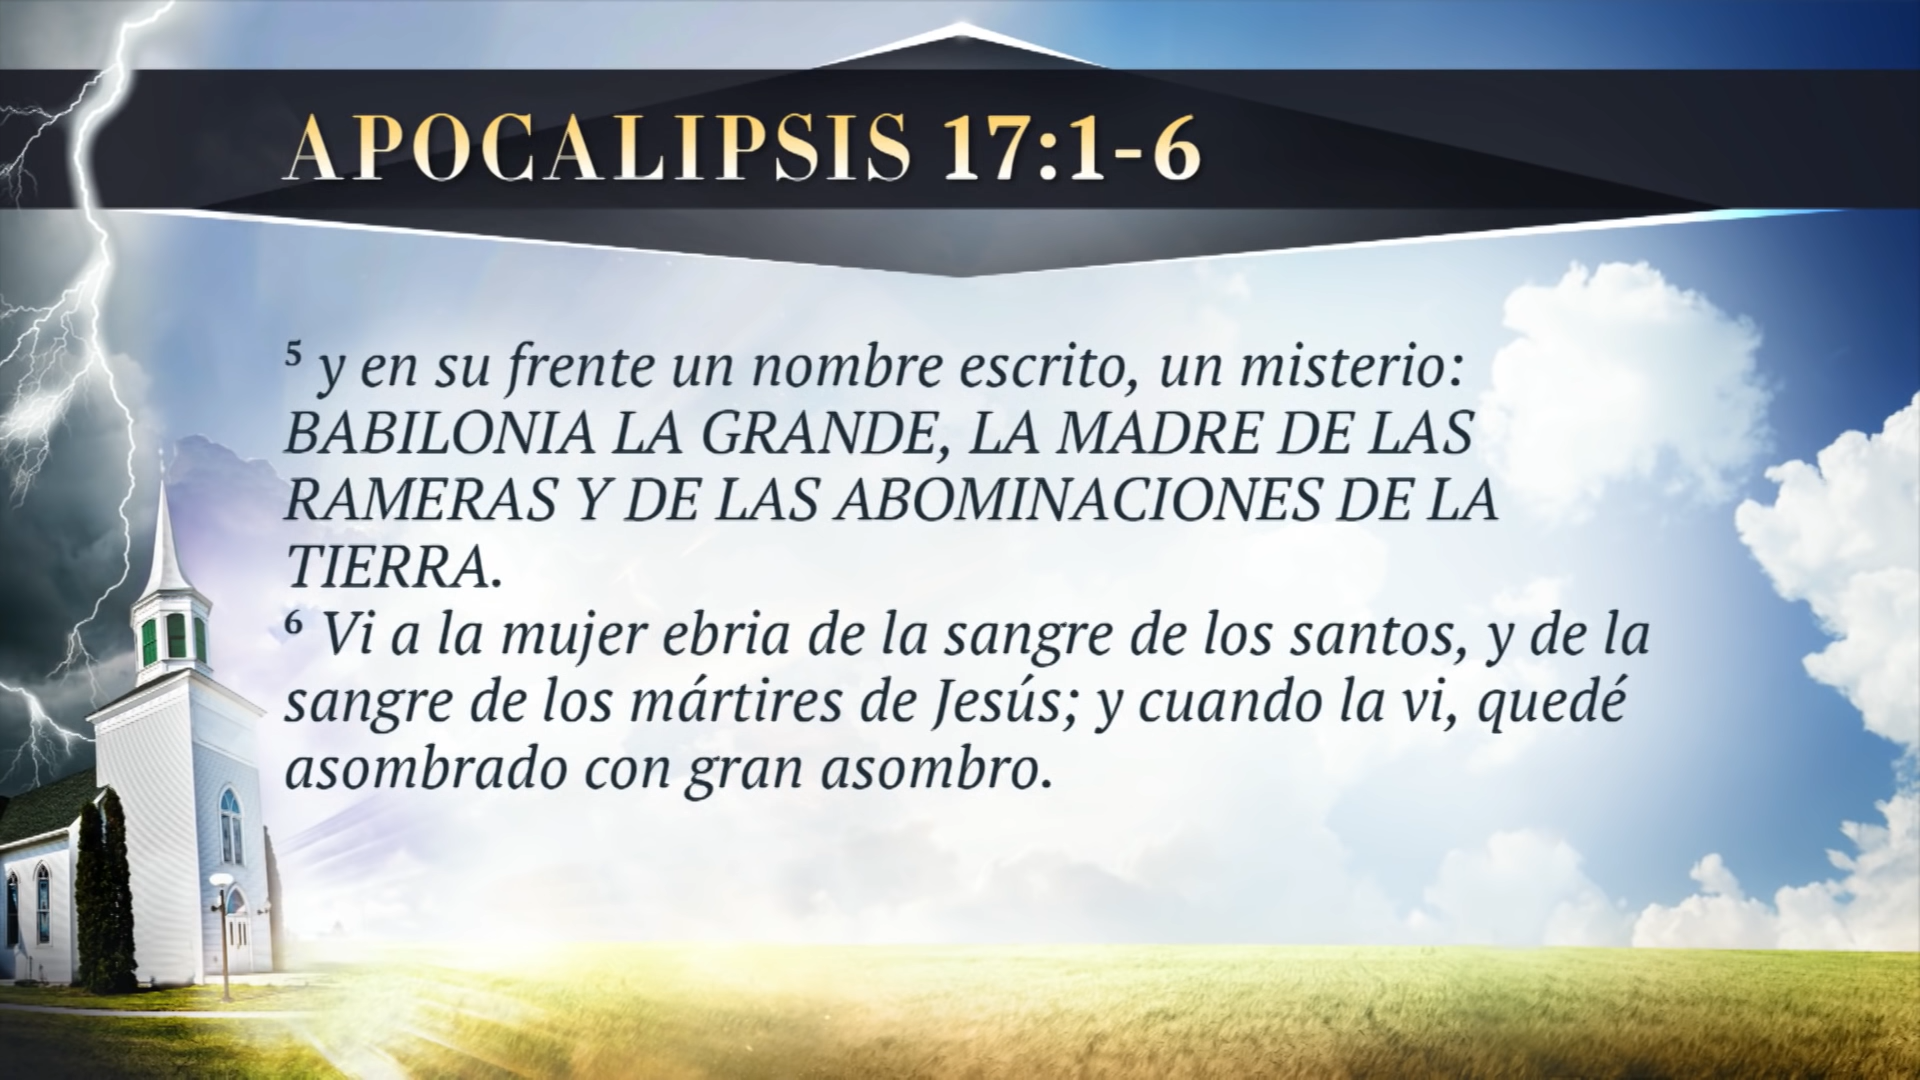 APOCALIPSIS 17:1-6
⁵ y en su frente un nombre escrito, un misterio:
BABILONIA LA GRANDE, LA MADRE DE LAS
RAMERAS Y DE LAS ABOMINACIONES DE LA
TIERRA.
⁶ Vi a la mujer ebria de la sangre de los santos, y de la
sangre de los mártires de Jesús; y cuando la vi, quedé
asombrado con gran asombro.